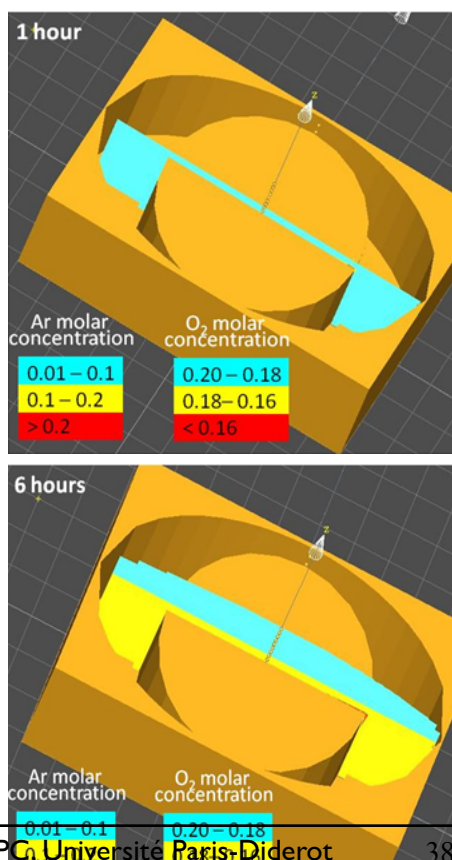 1 hour
z
Ar molar
concentration
O₂ molar
concentration
0.01 – 0.1
0.20 – 0.18
0.1 – 0.2
0.18– 0.16
> 0.2
< 0.16
6 hours
z
Ar molar
concentration
O₂ molar
concentration
0.01 – 0.1
0.20 – 0.18
Université Paris-Diderot
38